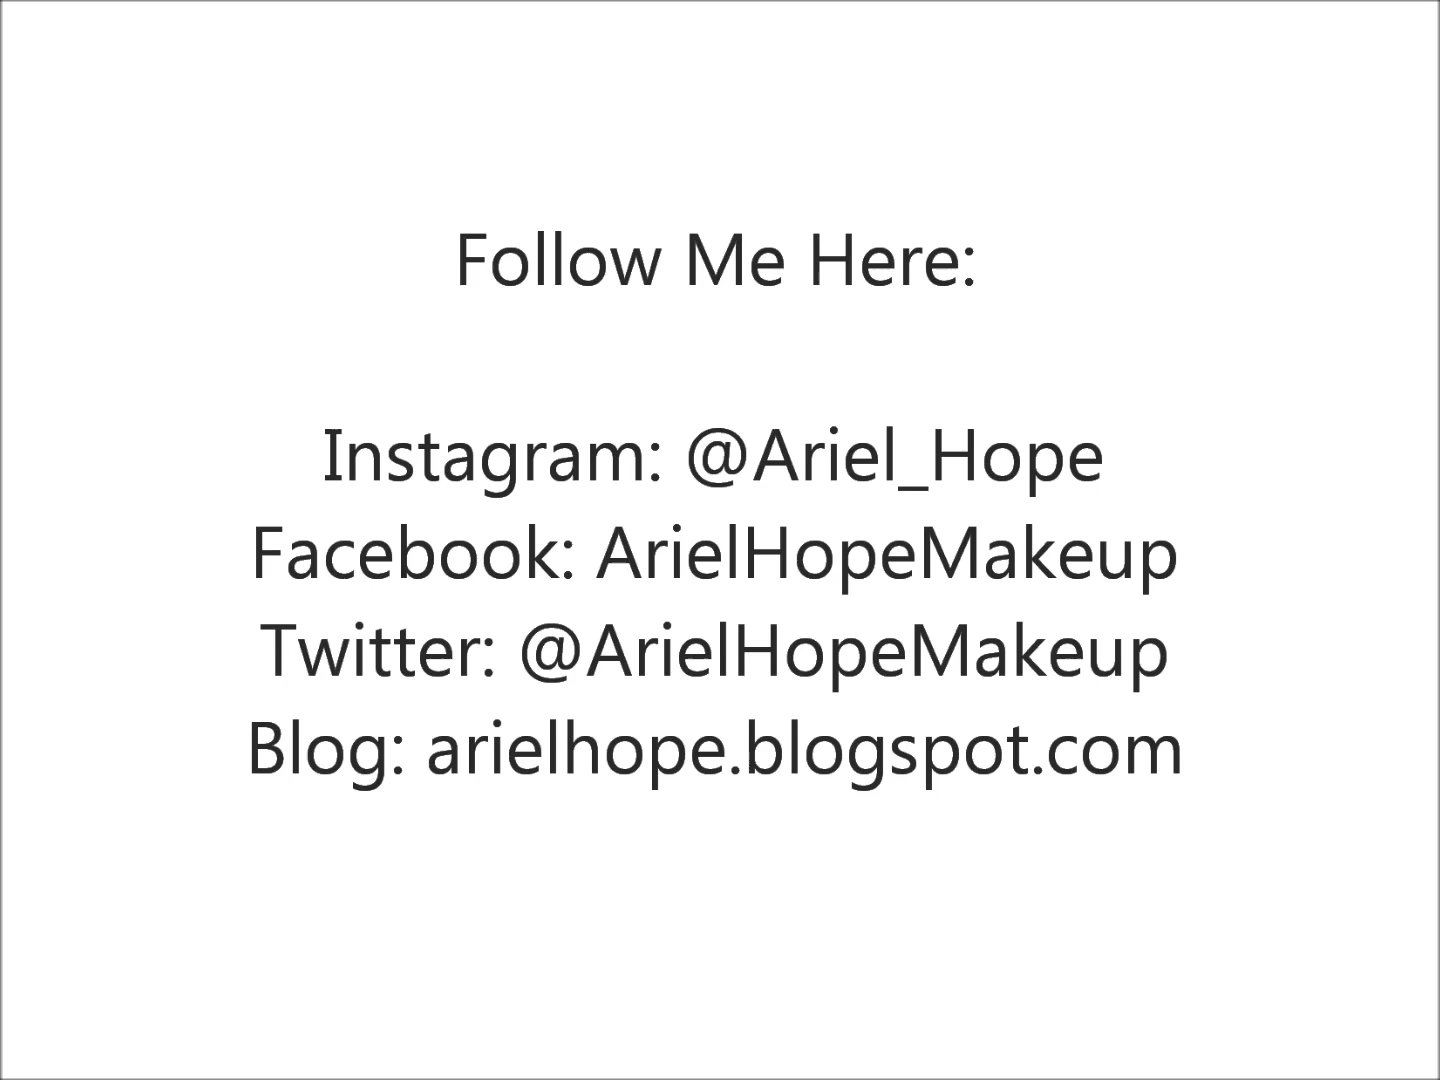 Follow Me Here:
Instagram: @Ariel_Hope
Facebook: ArielHopeMakeup
Twitter: @ArielHopeMakeup
Blog: arielhope.blogspot.com